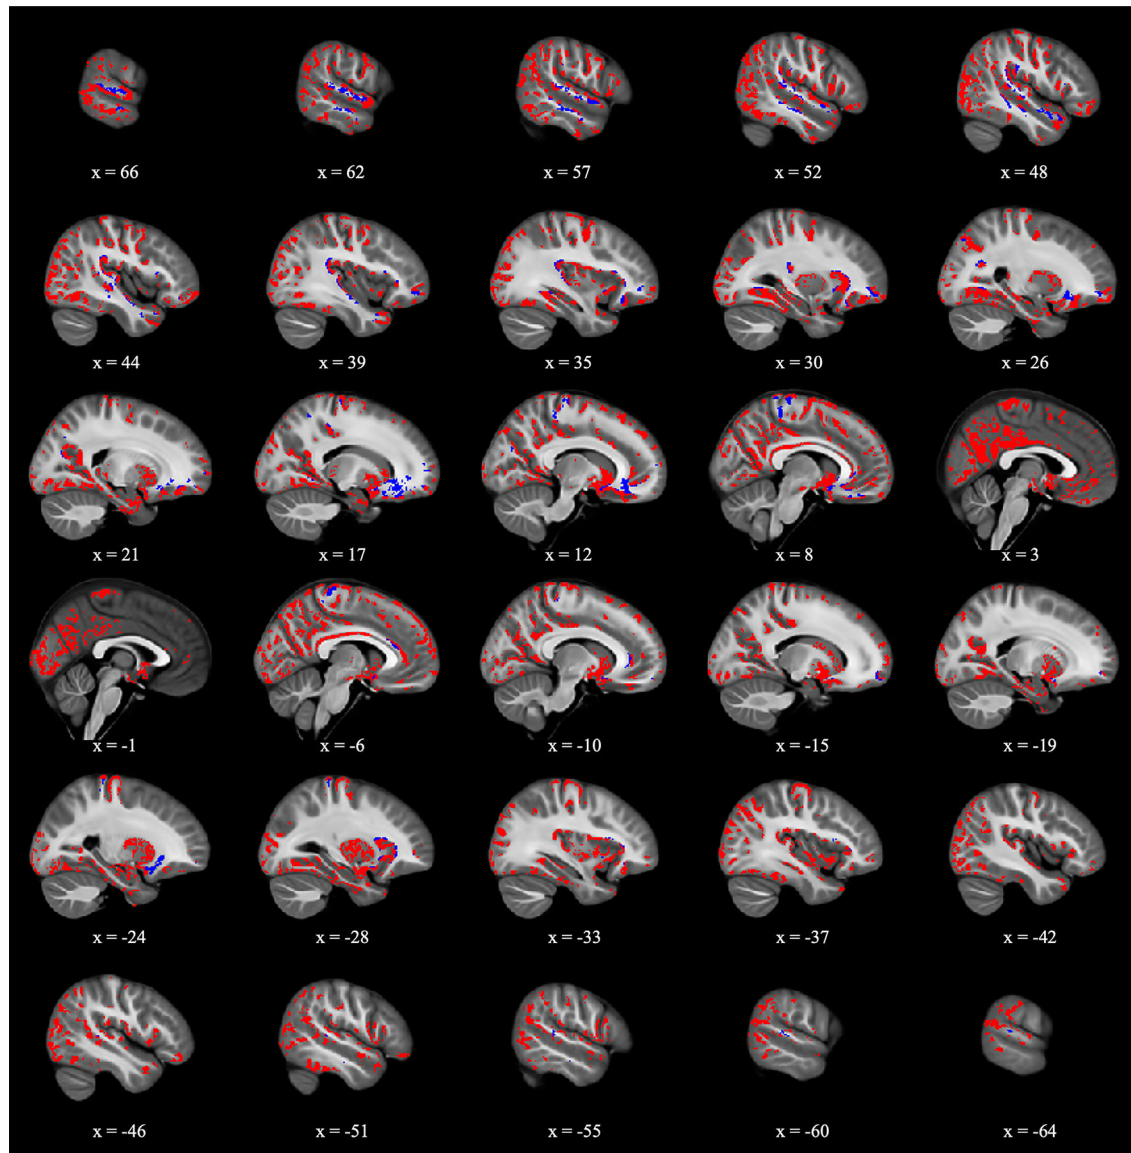 x = 66 x = 62 x = 57 x = 52 x = 48
x = 44 x = 39 x = 35 x = 30 x = 26
x = 21 x = 17 x = 12 x = 8 x = 3
x = -1 x = -6 x = -10 x = -15 x = -19
x = -24 x = -28 x = -33 x = -37 x = -42
x = -46 x = -51 x = -55 x = -60 x = -64